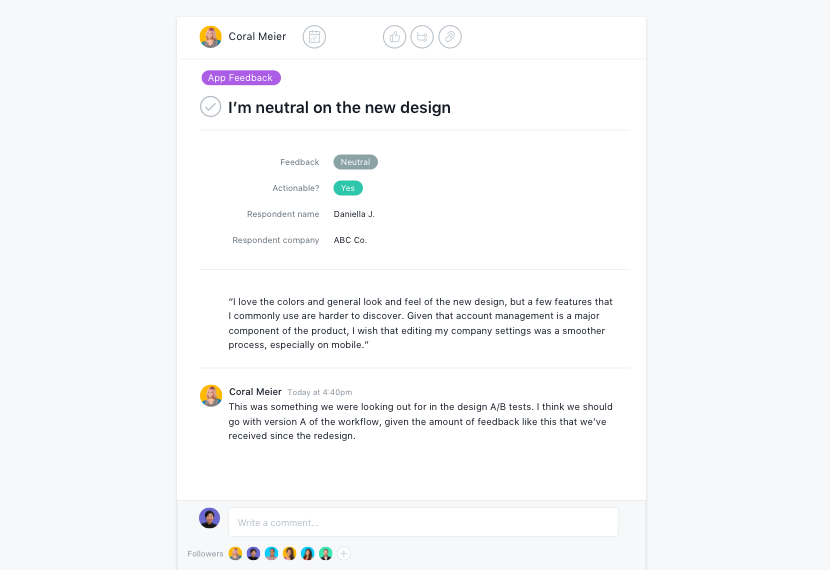 Coral Meier
App Feedback
I’m neutral on the new design
Feedback Neutral
Actionable? Yes
Respondent name Daniella J.
Respondent company ABC Co.
“I love the colors and general look and feel of the new design, but a few features that
I commonly use are harder to discover. Given that account management is a major
component of the product, I wish that editing my company settings was a smoother
process, especially on mobile.”
Coral Meier Today at 4:40pm
This was something we were looking out for in the design A/B tests. I think we should
go with version A of the workflow, given the amount of feedback like this that we’ve
received since the redesign.
Write a comment...
Followers